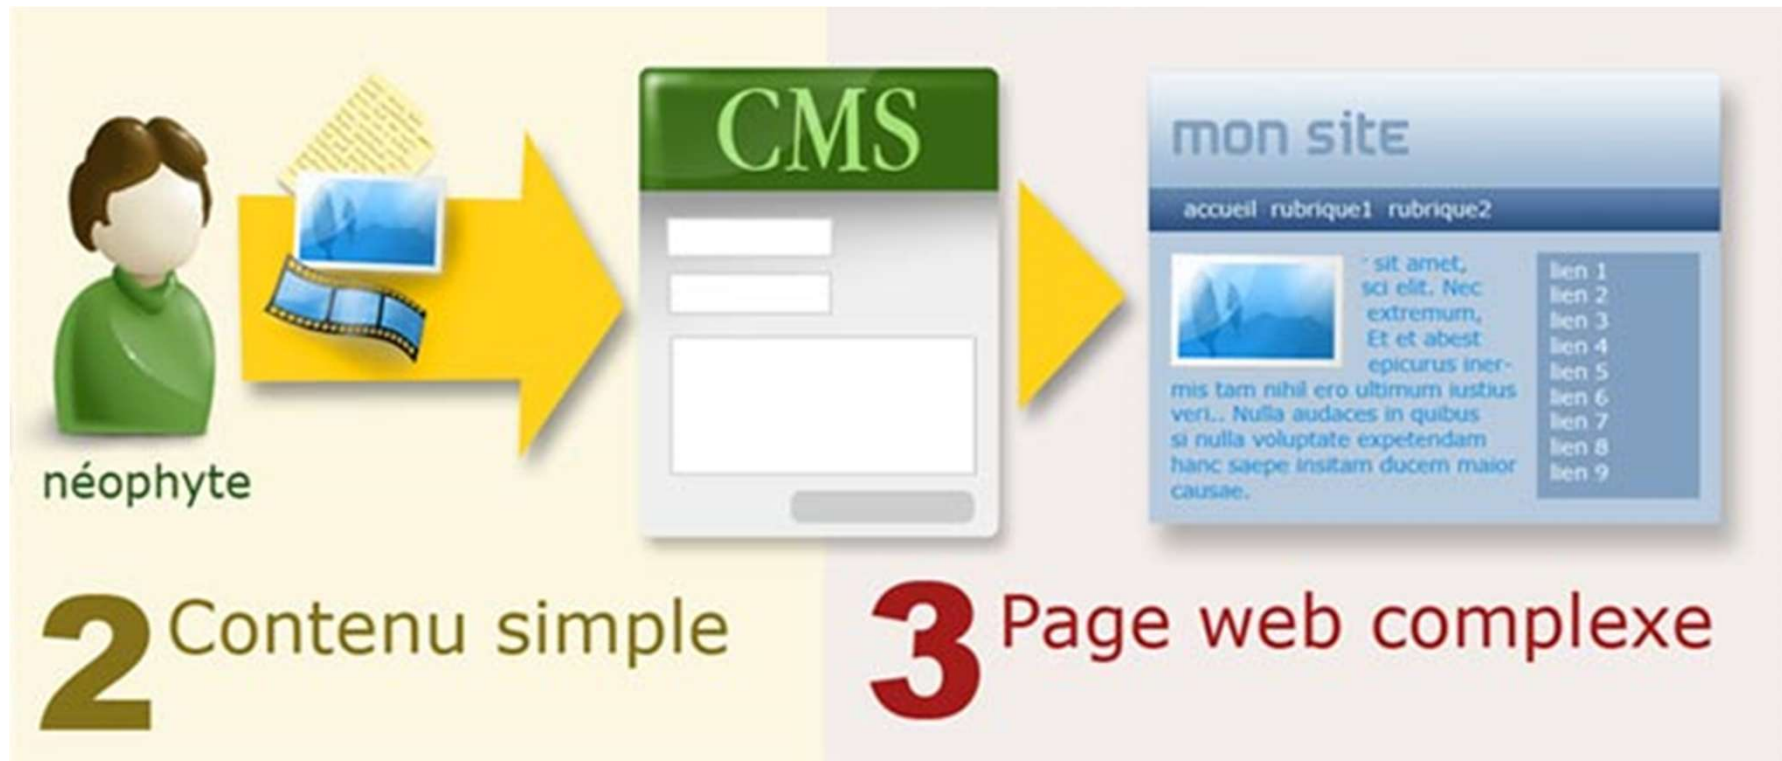 néophyte
2 Contenu simple
CMS
mon site
accueil rubrique1 rubrique2
sit amet,
sci elit. Nec
extremum,
Et et abest
epicurus iner-
mis tam nihil ero ultimum iustius
veri.. Nulla audaces in quibus
si nulla voluptate expetendam
hanc saepe insitam ducem maior
causae.
lien 1
lien 2
lien 3
lien 4
lien 5
lien 6
lien 7
lien 8
lien 9
3 Page web complexe